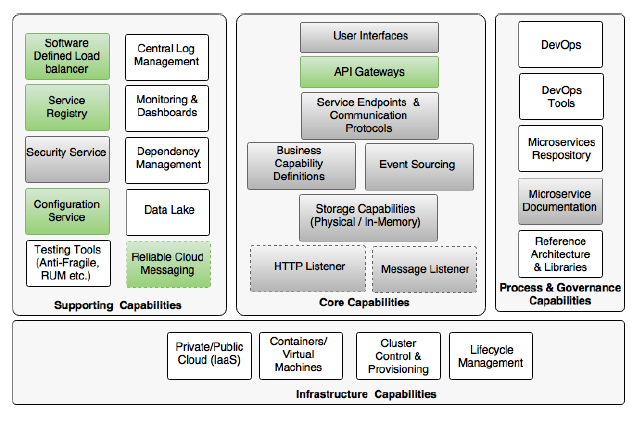 Software
Defined Load
balancer
Central Log
Management
Service
Registry
Monitoring &
Dashboards
Security Service
Dependency
Management
Configuration
Service
Data Lake
Testing Tools
(Anti-Fragile,
RUM etc.)
Reliable Cloud
Messaging
Supporting Capabilities
User Interfaces
API Gateways
Service Endpoints &
Communication
Protocols
Business
Capability
Definitions
Event Sourcing
Storage Capabilities
(Physical / In-Memory)
HTTP Listener
Message Listener
Core Capabilities
DevOps
DevOps
Tools
Microservices
Respository
Microservice
Documentation
Reference
Architecture
& Libraries
Process & Governance
Capabilities
Private/Public
Cloud (IaaS)
Containers/
Virtual
Machines
Cluster
Control &
Provisioning
Lifecycle
Management
Infrastructure Capabilities